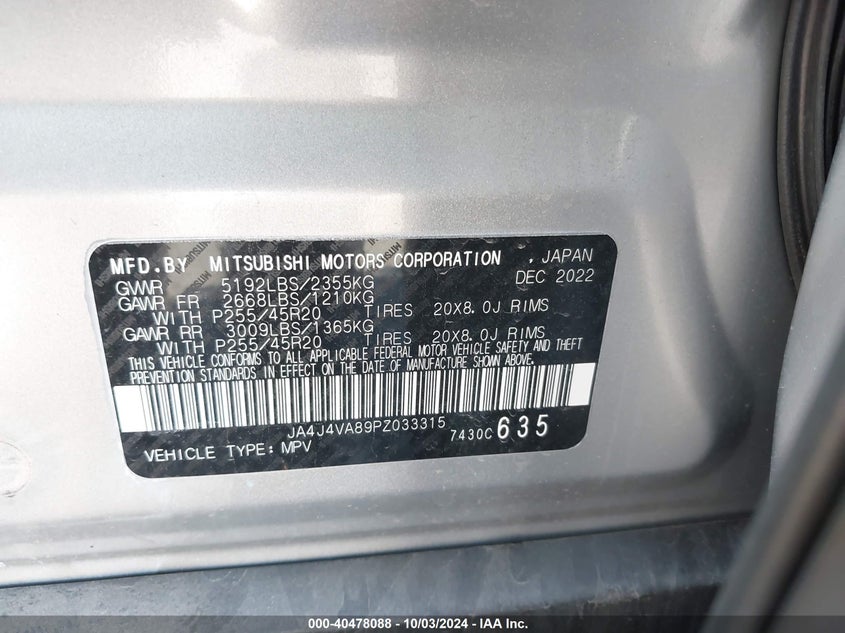 MFD.BY MITSUBISHI MOTORS CORPORATION , JAPAN
GVWR 5192LBS/2355KG DEC 2022
GAWR FR 2668LBS/1210KG
WITH P255/45R20 TIRES 20X8.0J RIMS
GAWR RR 3009LBS/1365KG
WITH P255/45R20 TIRES 20X8.0J RIMS
THIS VEHICLE CONFORMS TO ALL APPLICABLE FEDERAL MOTOR VEHICLE SAFETY AND THEFT
PREVENTION STANDARDS IN EFFECT ON THE DATE OF MANUFACTURE SHOWN ABOVE.
JA4J4VA89PZ033315 7430C 635
VEHICLE TYPE: MPV
000-40478088 - 10/03/2024 - IAA Inc.